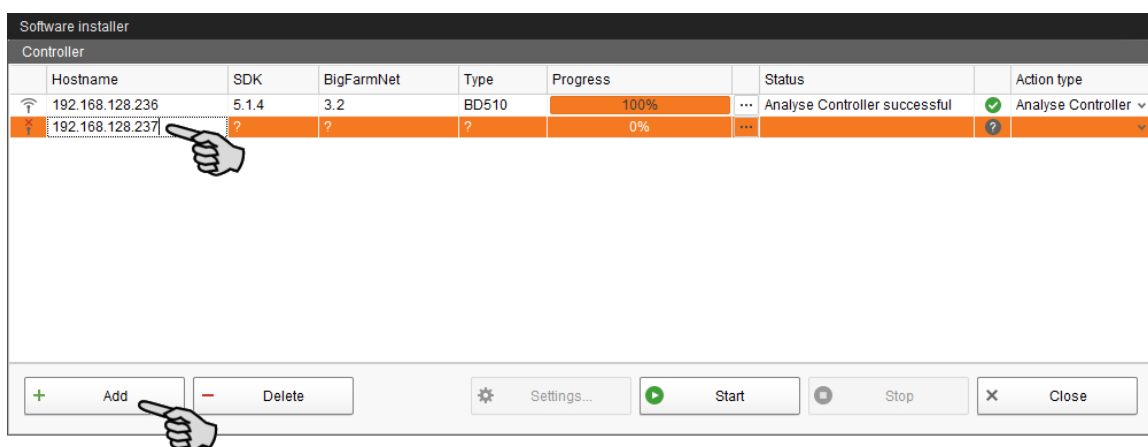 Software installer
Controller
Hostname SDK BigFarmNet Type Progress Status Action type
192.168.128.236 5.1.4 3.2 BD510 100% ... Analyse Controller successful Analyse Controller
192.168.128.237 ? ? ? 0% ... ?
+ Add − Delete Settings... Start Stop × Close